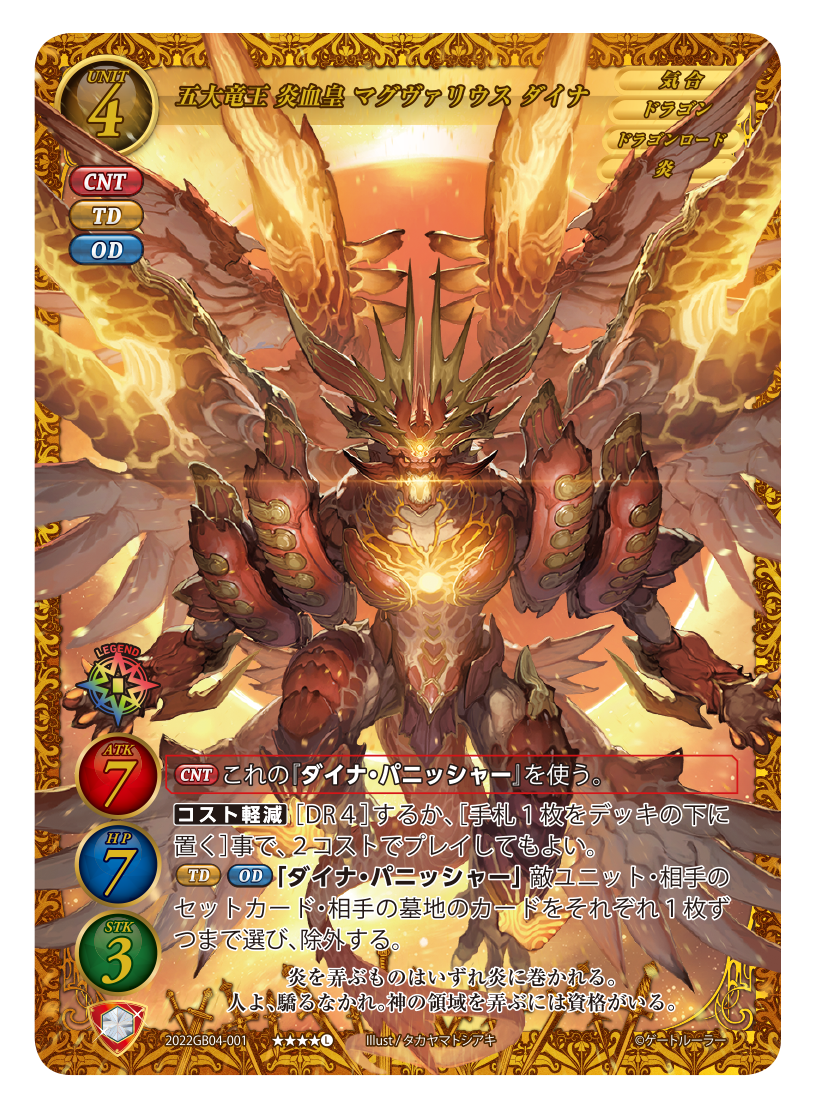 UNIT
4
五大竜王 炎血皇 マグヴァリウス ダイナ
気合
ドラゴン
ドラゴンロード
炎
CNT
TD
OD
LEGEND
ATK
7
HP
7
STK
3
CNT これの『ダイナ・パニッシャー』を使う。
コスト軽減 [DR4]するか、[手札1枚をデッキの下に
置く]事で、2コストでプレイしてもよい。
TD OD 「ダイナ・パニッシャー」 敵ユニット・相手の
セットカード・相手の墓地のカードをそれぞれ1枚ず
つまで選び、除外する。
炎を弄ぶものはいずれ炎に巻かれる。
人よ、驕るなかれ。神の領域を弄ぶには資格がいる。
2022GB04-001 ★★★★L Illust / タカヤマトシアキ ©ゲートルーラー